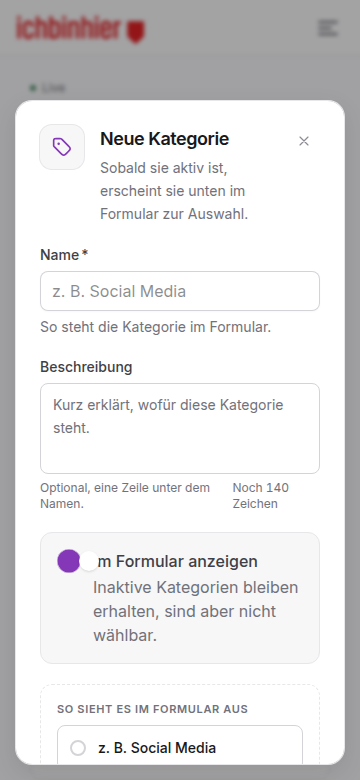 ichbinhier
Live
Neue Kategorie
Sobald sie aktiv ist,
erscheint sie unten im
Formular zur Auswahl.
Name *
z. B. Social Media
So steht die Kategorie im Formular.
Beschreibung
Kurz erklärt, wofür diese Kategorie
steht.
Optional, eine Zeile unter dem
Namen.
Noch 140
Zeichen
m Formular anzeigen
Inaktive Kategorien bleiben
erhalten, sind aber nicht
wählbar.
SO SIEHT ES IM FORMULAR AUS
z. B. Social Media